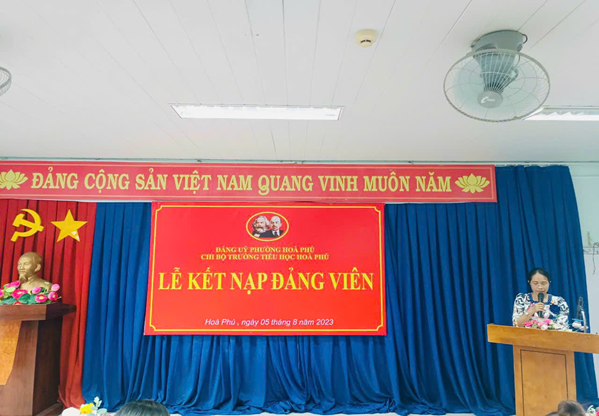 ĐẢNG CỘNG SẢN VIỆT NAM QUANG VINH MUÔN NĂM
ĐẢNG UỶ PHƯỜNG HOÀ PHÚ
CHI BỘ TRƯỜNG TIỂU HỌC HOÀ PHÚ
LỄ KẾT NẠP ĐẢNG VIÊN
Hoà Phú , ngày 05 tháng 8 năm 2023